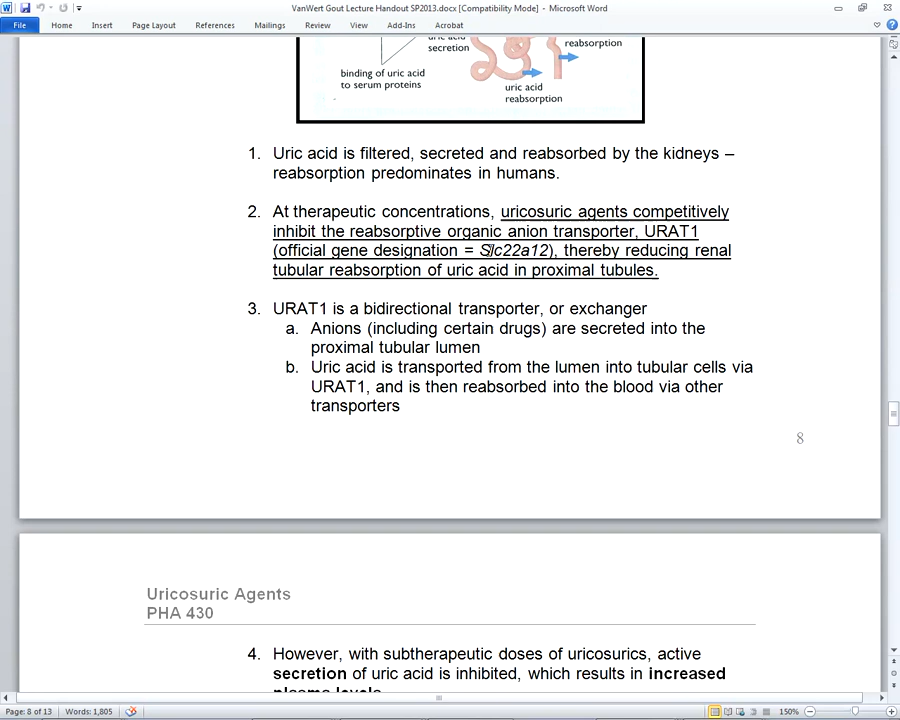 VanWert Gout Lecture Handout SP2013.docx [Compatibility Mode] - Microsoft Word
File Home Insert Page Layout References Mailings Review View Add-Ins Acrobat
secretion
reabsorption
binding of uric acid
to serum proteins
uric acid
reabsorption
1. Uric acid is filtered, secreted and reabsorbed by the kidneys –
reabsorption predominates in humans.
2. At therapeutic concentrations, uricosuric agents competitively
inhibit the reabsorptive organic anion transporter, URAT1
(official gene designation = Slc22a12), thereby reducing renal
tubular reabsorption of uric acid in proximal tubules.
3. URAT1 is a bidirectional transporter, or exchanger
a. Anions (including certain drugs) are secreted into the
proximal tubular lumen
b. Uric acid is transported from the lumen into tubular cells via
URAT1, and is then reabsorbed into the blood via other
transporters
8
Uricosuric Agents
PHA 430
4. However, with subtherapeutic doses of uricosurics, active
secretion of uric acid is inhibited, which results in increased
plasma levels
Page: 8 of 13 Words: 1,805 150%